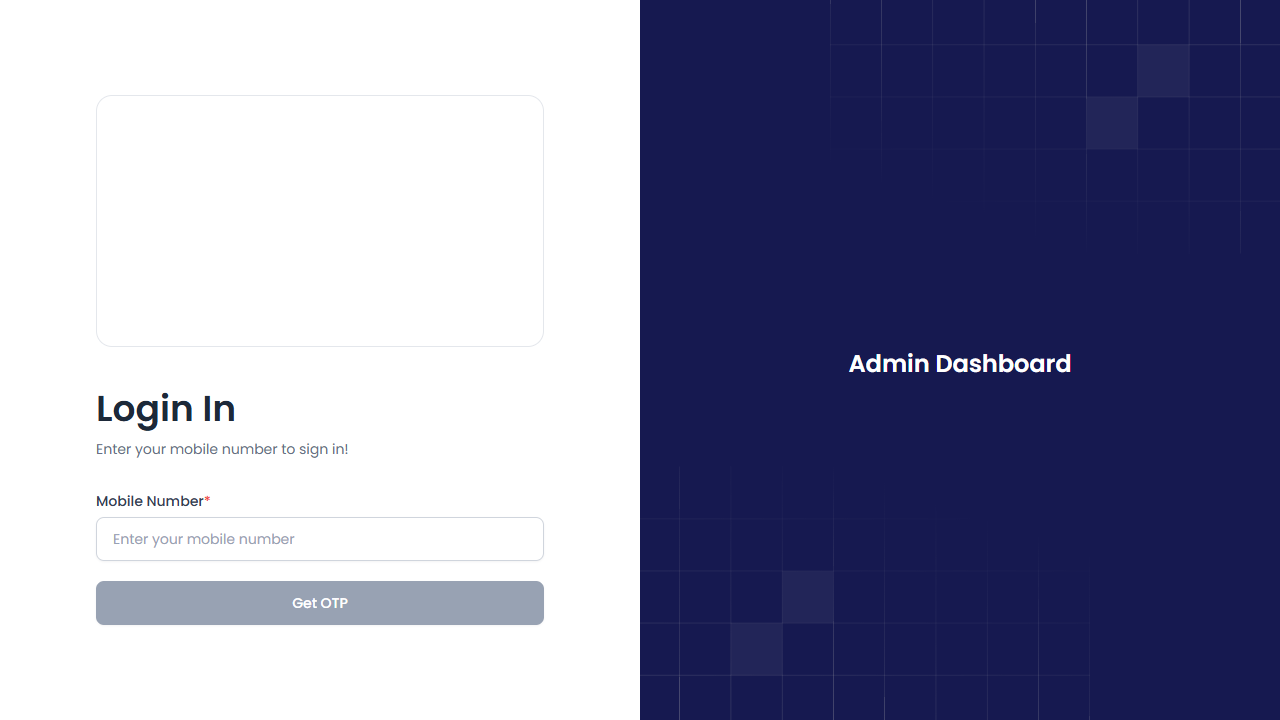 Login In
Enter your mobile number to sign in!
Mobile Number*
Enter your mobile number
Get OTP
Admin Dashboard